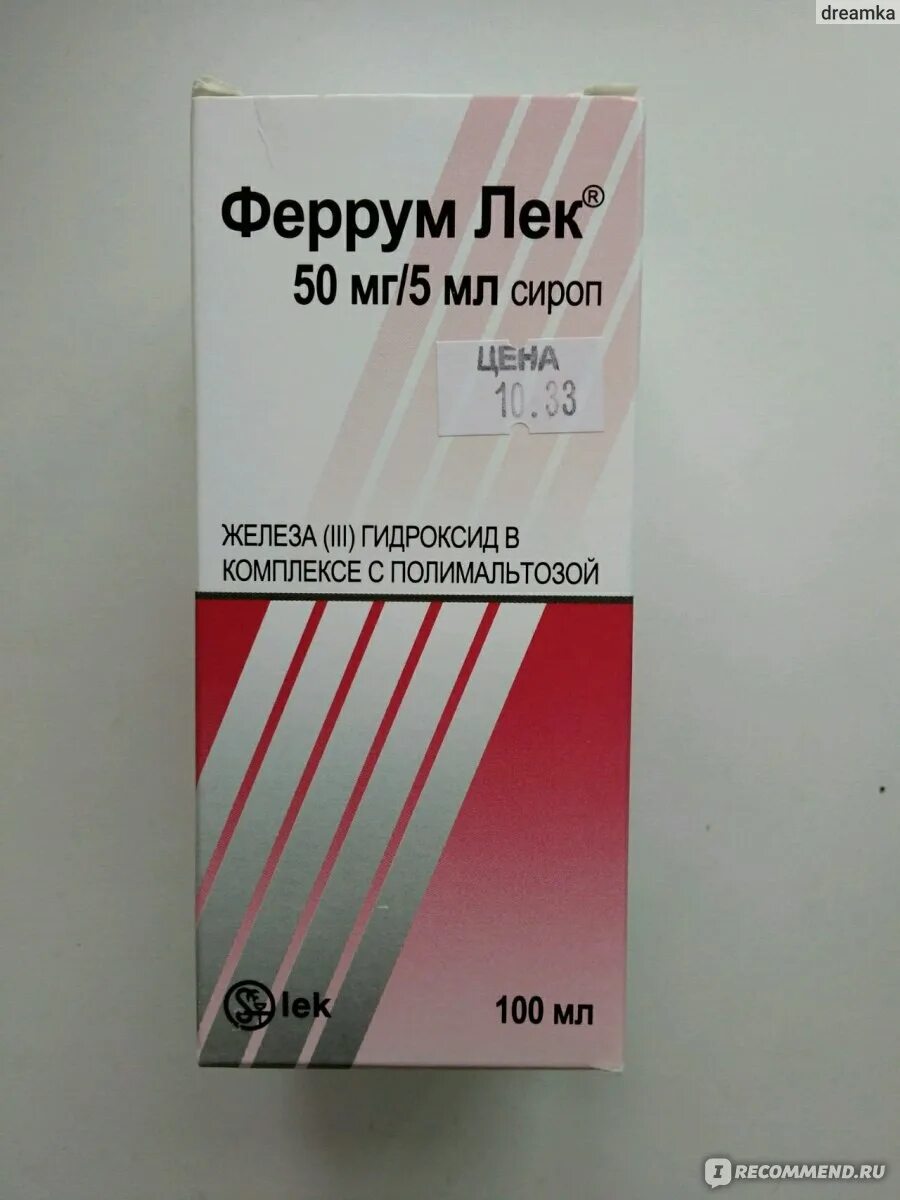 dreamka
Феррум Лек®
50 мг/5 мл сироп
ЦЕНА
10.33
ЖЕЛЕЗА (III) ГИДРОКСИД В
КОМПЛЕКСЕ С ПОЛИМАЛЬТОЗОЙ
lek
100 мл
IRECOMMEND.RU